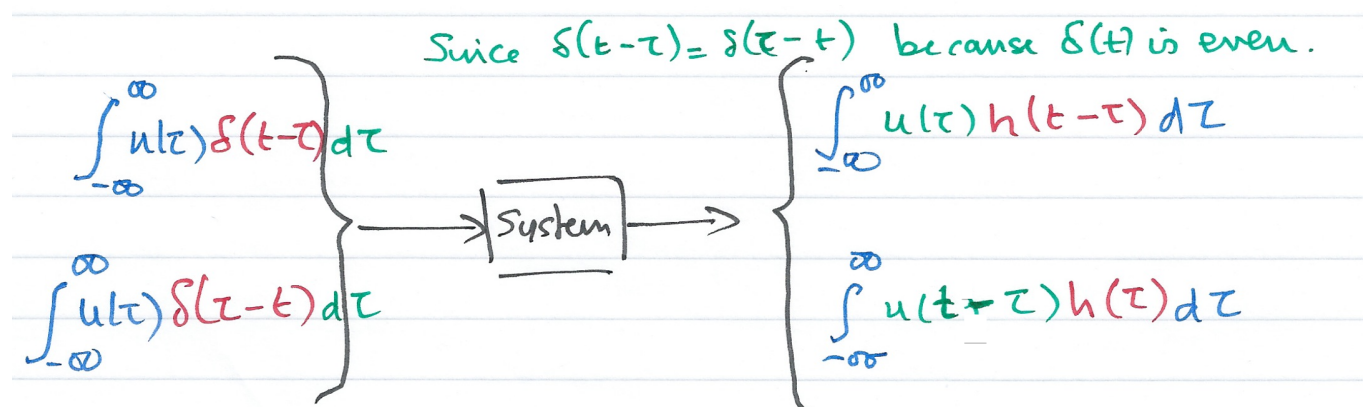 Since δ(t-τ)=δ(τ-t) because δ(t) is even.
∫_{-∞}^{∞} u(τ)δ(t-τ)dτ
∫_{-∞}^{∞} u(τ)h(t-τ)dτ
System
∫_{-∞}^{∞} u(τ)δ(τ-t)dτ
∫_{-∞}^{∞} u(t-τ)h(τ)dτ